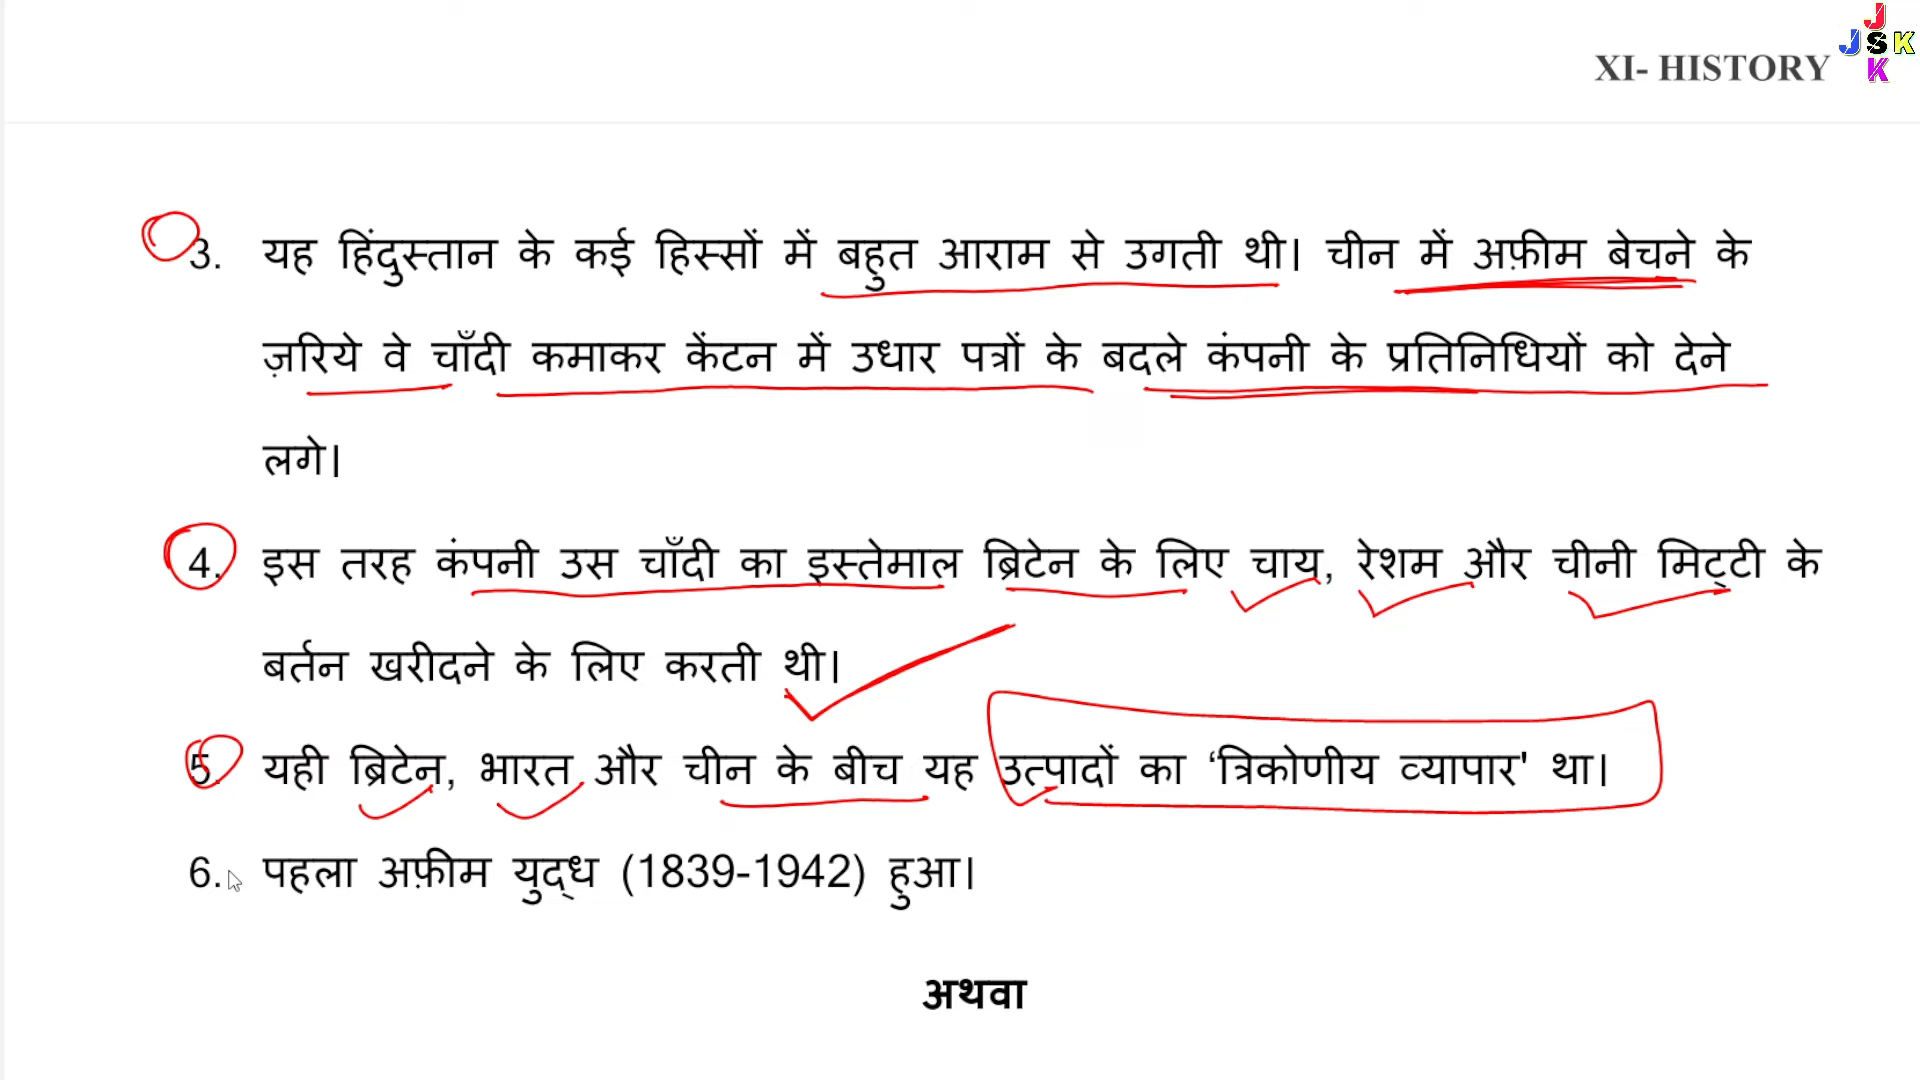 J
JSK
K
XI- HISTORY
3. यह हिंदुस्तान के कई हिस्सों में बहुत आराम से उगती थी। चीन में अफ़ीम बेचने के
ज़रिये वे चाँदी कमाकर केंटन में उधार पत्रों के बदले कंपनी के प्रतिनिधियों को देने
लगे।
4. इस तरह कंपनी उस चाँदी का इस्तेमाल ब्रिटेन के लिए चाय, रेशम और चीनी मिट्टी के
बर्तन खरीदने के लिए करती थी।
5. यही ब्रिटेन, भारत और चीन के बीच यह उत्पादों का ‘त्रिकोणीय व्यापार' था।
6. पहला अफ़ीम युद्ध (1839-1942) हुआ।
अथवा